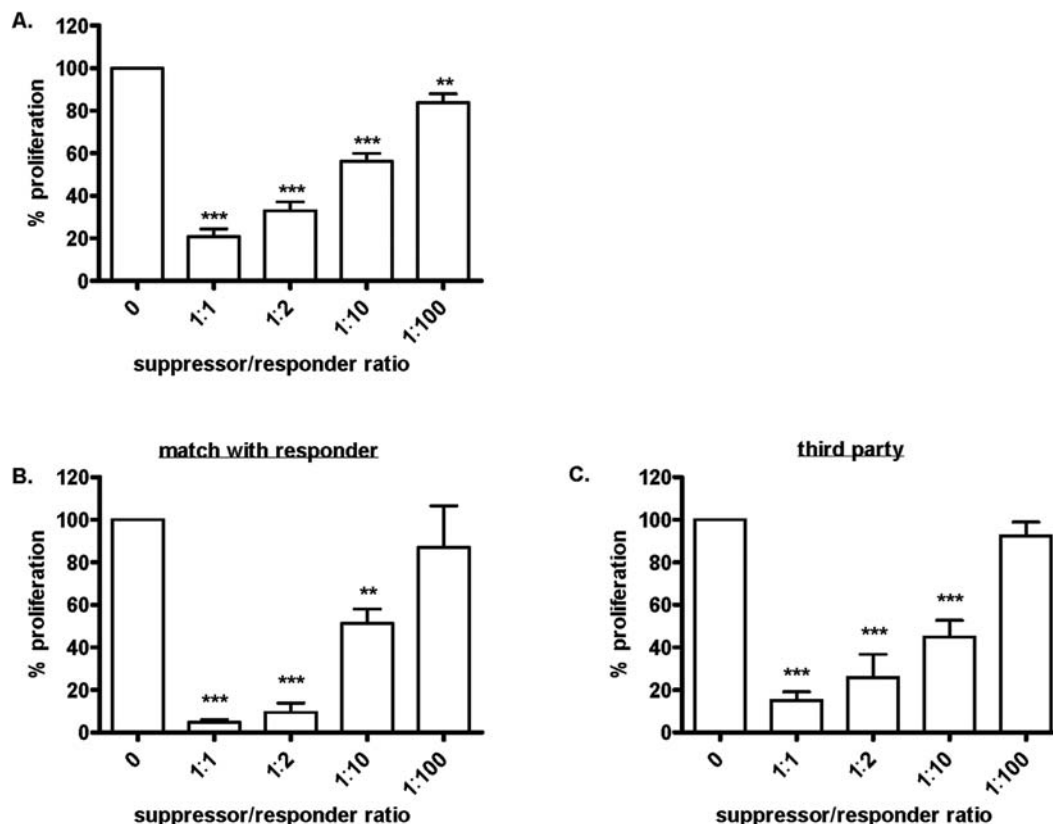 A.
% proliferation
120
100
80
60
40
20
0
***
***
***
**
0 1:1 1:2 1:10 1:100
suppressor/responder ratio
match with responder
B.
% proliferation
120
100
80
60
40
20
0
***
***
**
0 1:1 1:2 1:10 1:100
suppressor/responder ratio
third party
C.
% proliferation
120
100
80
60
40
20
0
***
***
***
0 1:1 1:2 1:10 1:100
suppressor/responder ratio